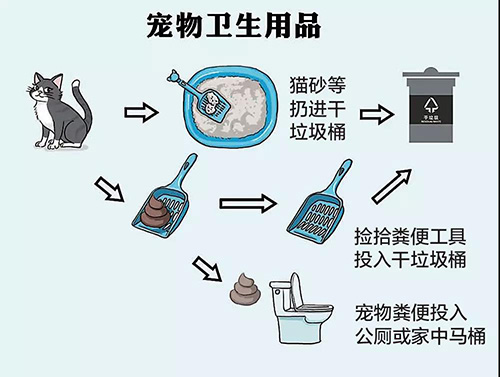 宠物卫生用品
猫砂等
扔进干
垃圾桶
干垃圾
捡拾粪便工具
投入干垃圾桶
宠物粪便投入
公厕或家中马桶